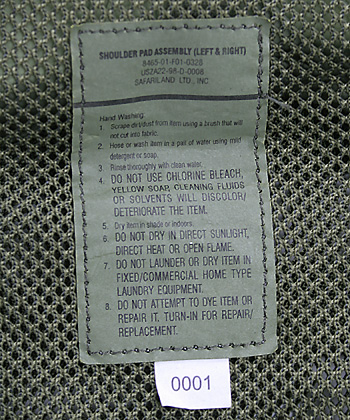 SHOULDER PAD ASSEMBLY (LEFT & RIGHT)
8465-01-F01-0328
USZA22-98-D-0006
SAFARILAND LTD., INC
Hand Washing:
1. Scrape dirt/dust from item using a brush that will
not cut into fabric.
2. Hose or wash item in a pail of water using mild
detergent or soap.
3. Rinse thoroughly with clean water.
4. DO NOT USE CHLORINE BLEACH,
YELLOW SOAP, CLEANING FLUIDS
OR SOLVENTS WILL DISCOLOR/
DETERIORATE THE ITEM.
5. Dry item in shade or indoors.
6. DO NOT DRY IN DIRECT SUNLIGHT,
DIRECT HEAT OR OPEN FLAME.
7. DO NOT LAUNDER OR DRY ITEM IN
FIXED/COMMERCIAL HOME TYPE
LAUNDRY EQUIPMENT.
8. DO NOT ATTEMPT TO DYE ITEM OR
REPAIR IT. TURN-IN FOR REPAIR/
REPLACEMENT.
0001